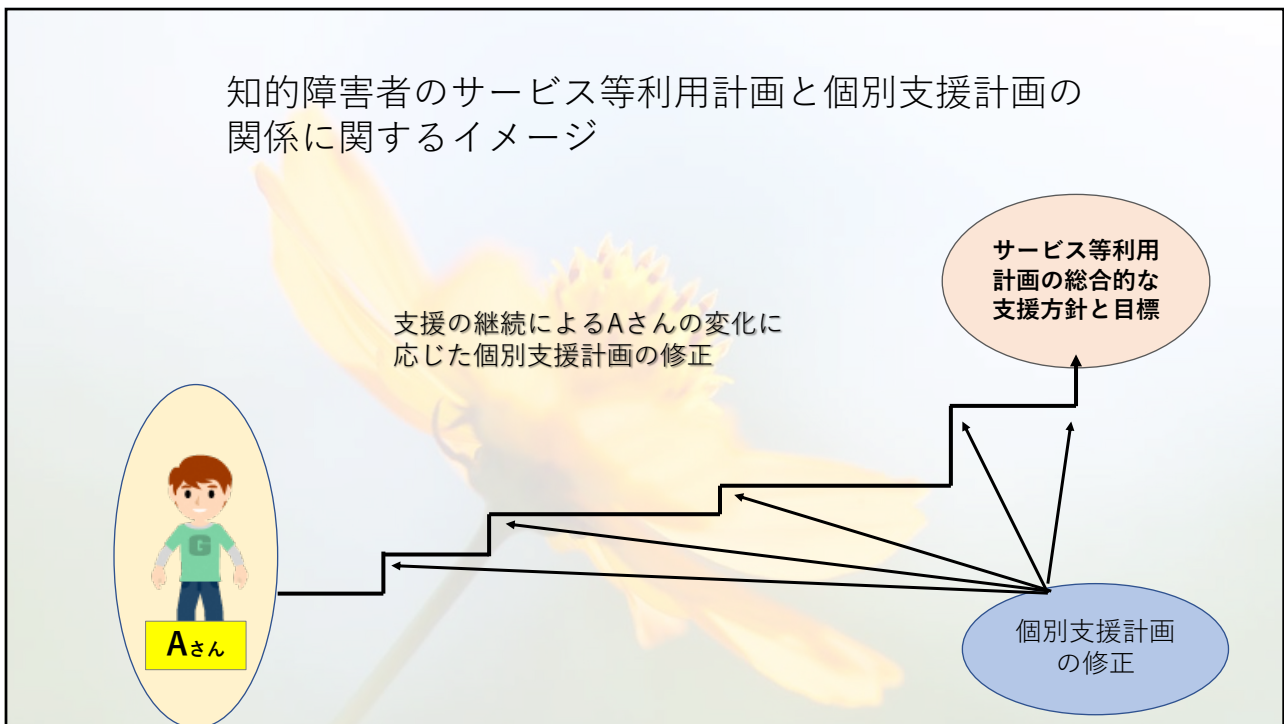 知的障害者のサービス等利用計画と個別支援計画の
関係に関するイメージ
サービス等利用
計画の総合的な
支援方針と目標
支援の継続によるAさんの変化に
応じた個別支援計画の修正
G
Aさん
個別支援計画
の修正